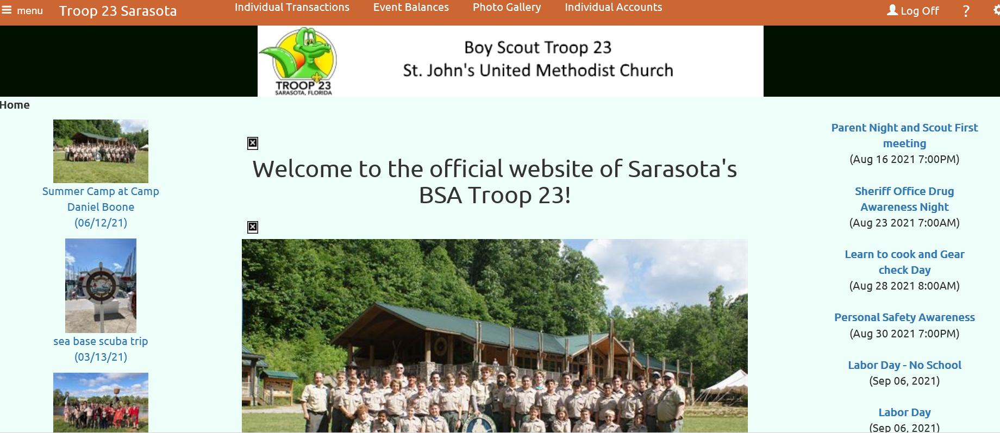 menu
Troop 23 Sarasota
Individual Transactions
Event Balances
Photo Gallery
Individual Accounts
Log Off
?
TROOP 23
SARASOTA, FLORIDA
Boy Scout Troop 23
St. John's United Methodist Church
Home
Summer Camp at Camp
Daniel Boone
(06/12/21)
sea base scuba trip
(03/13/21)
Welcome to the official website of Sarasota's
BSA Troop 23!
Parent Night and Scout First
meeting
(Aug 16 2021 7:00PM)
Sheriff Office Drug
Awareness Night
(Aug 23 2021 7:00AM)
Learn to cook and Gear
check Day
(Aug 28 2021 8:00AM)
Personal Safety Awareness
(Aug 30 2021 7:00PM)
Labor Day - No School
(Sep 06, 2021)
Labor Day
(Sep 06, 2021)